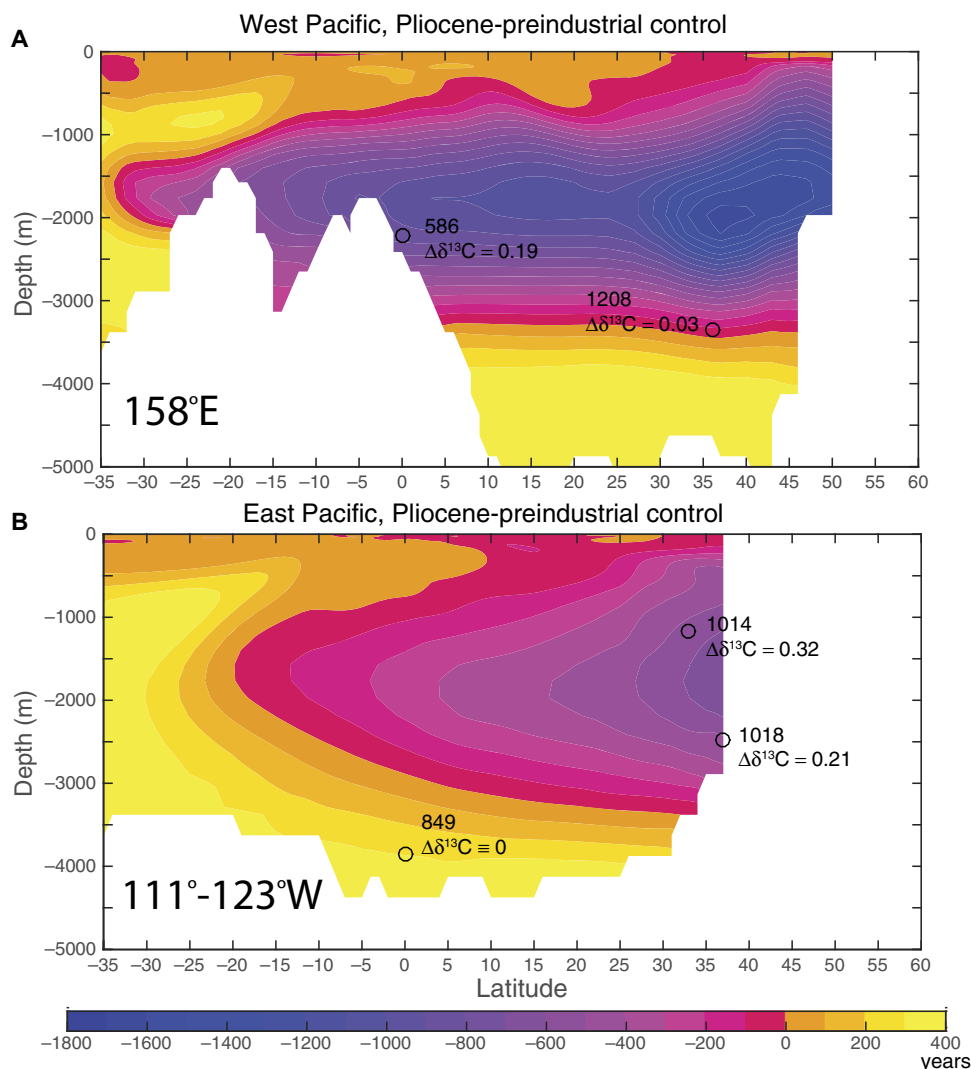 A
West Pacific, Pliocene-preindustrial control
0
−1000
−2000
−3000
−4000
−5000
Depth (m)
586
Δδ¹³C = 0.19
1208
Δδ¹³C = 0.03
158°E
−35 −30 −25 −20 −15 −10 −5 0 5 10 15 20 25 30 35 40 45 50 55 60
B
East Pacific, Pliocene-preindustrial control
0
−1000
−2000
−3000
−4000
−5000
Depth (m)
1014
Δδ¹³C = 0.32
1018
Δδ¹³C = 0.21
849
Δδ¹³C ≡ 0
111°-123°W
−35 −30 −25 −20 −15 −10 −5 0 5 10 15 20 25 30 35 40 45 50 55 60
Latitude
−1800 −1600 −1400 −1200 −1000 −800 −600 −400 −200 0 200 400
years